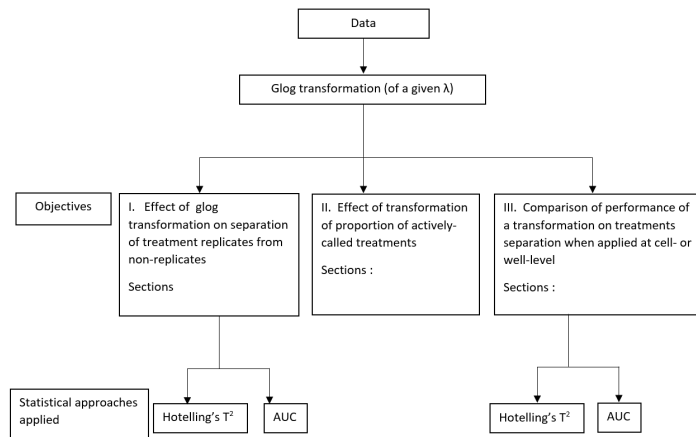 Data
Glog transformation (of a given λ)
Objectives
I. Effect of glog
transformation on separation
of treatment replicates from
non-replicates
Sections
II. Effect of transformation
of proportion of actively-
called treatments
Sections :
III. Comparison of performance of
a transformation on treatments
separation when applied at cell- or
well-level
Sections :
Statistical approaches
applied
Hotelling's T²
AUC
Hotelling's T²
AUC